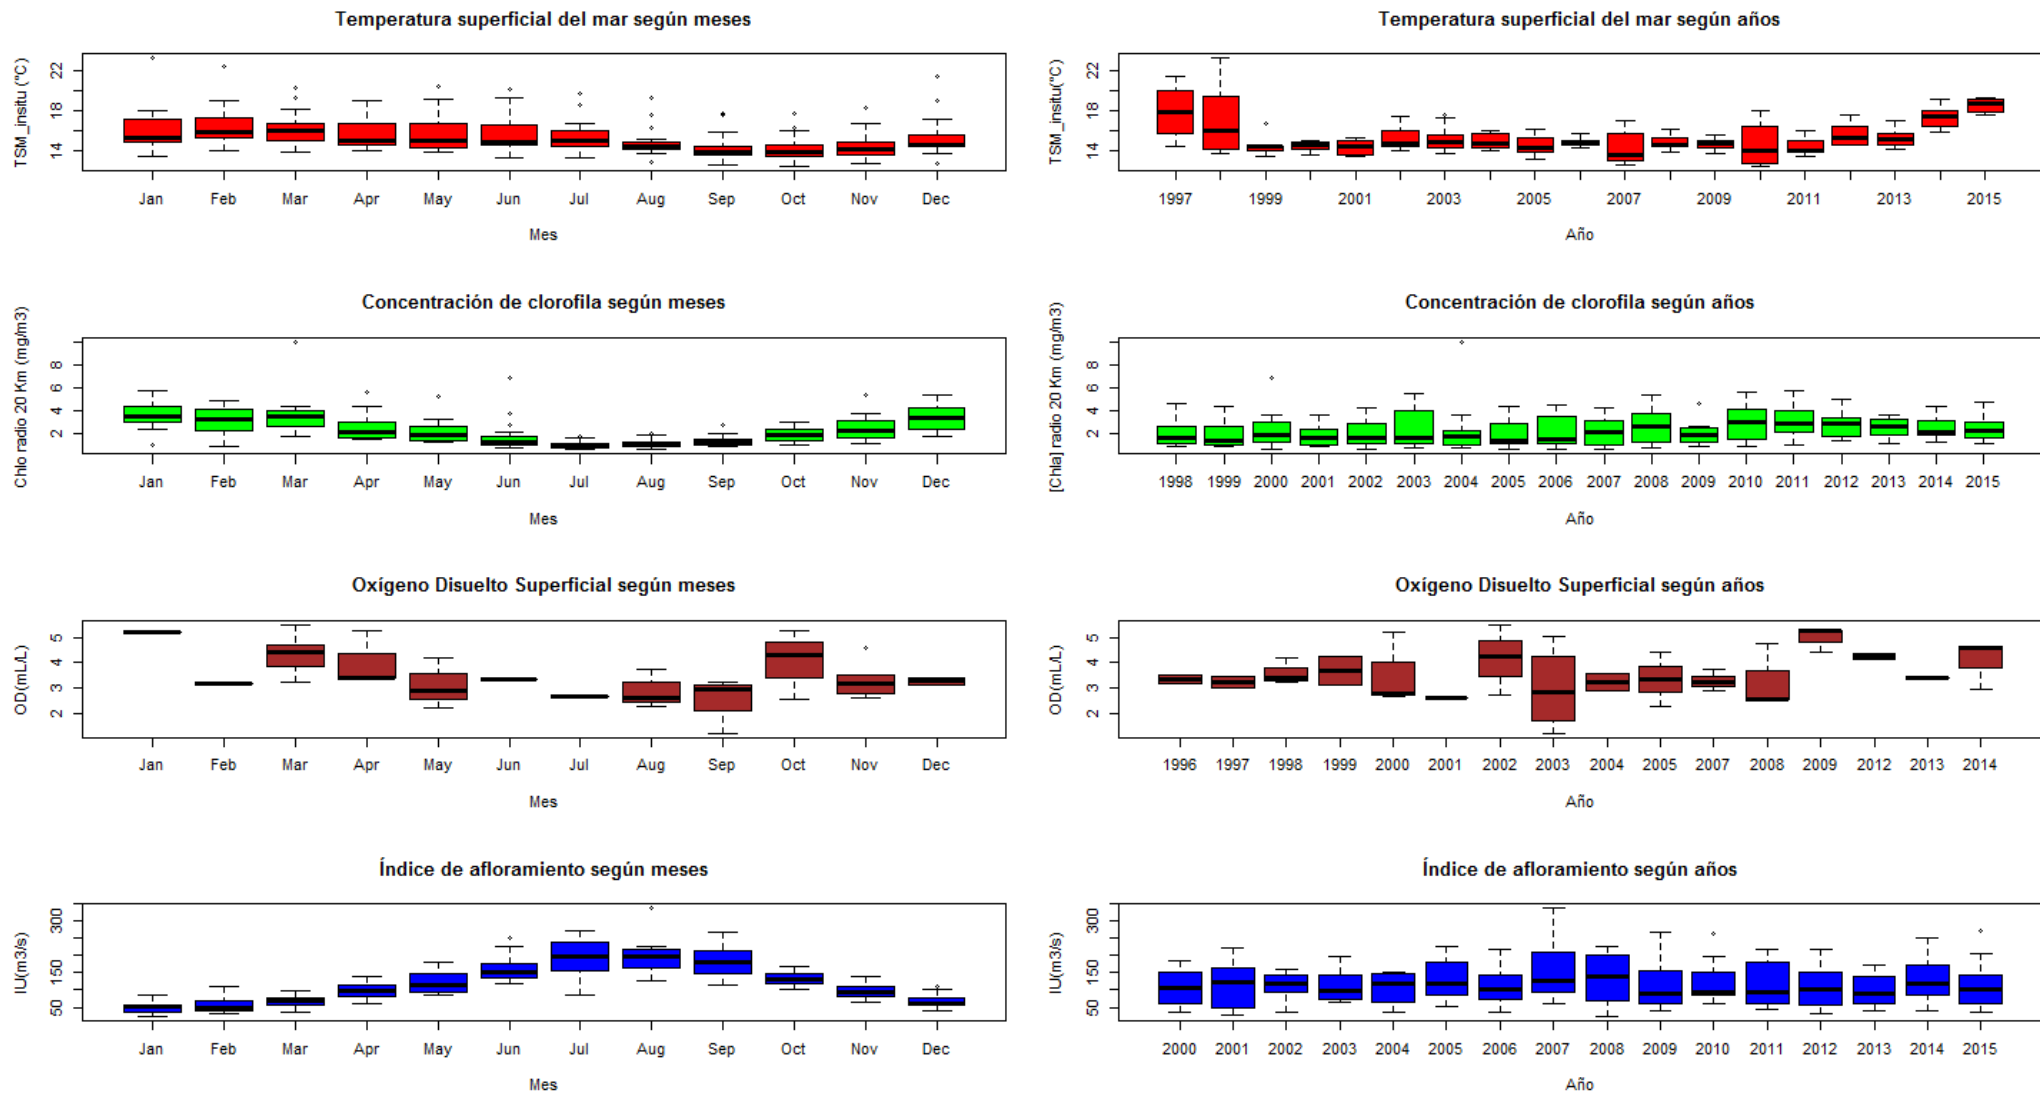 Temperatura superficial del mar según meses
TSM_insitu (°C)
22
18
14
Jan Feb Mar Apr May Jun Jul Aug Sep Oct Nov Dec
Mes
Temperatura superficial del mar según años
TSM_insitu(°C)
22
18
14
1997 1999 2001 2003 2005 2007 2009 2011 2013 2015
Año
Concentración de clorofila según meses
Chlo radio 20 Km (mg/m3)
8
6
4
2
Jan Feb Mar Apr May Jun Jul Aug Sep Oct Nov Dec
Mes
Concentración de clorofila según años
[Chla] radio 20 Km (mg/m3)
8
6
4
2
1998 1999 2000 2001 2002 2003 2004 2005 2006 2007 2008 2009 2010 2011 2012 2013 2014 2015
Año
Oxígeno Disuelto Superficial según meses
OD(mL/L)
5
4
3
2
Jan Feb Mar Apr May Jun Jul Aug Sep Oct Nov Dec
Mes
Oxígeno Disuelto Superficial según años
OD(mL/L)
5
4
3
2
1996 1997 1998 1999 2000 2001 2002 2003 2004 2005 2007 2008 2009 2012 2013 2014
Año
Índice de afloramiento según meses
IU(m3/s)
300
150
50
Jan Feb Mar Apr May Jun Jul Aug Sep Oct Nov Dec
Mes
Índice de afloramiento según años
IU(m3/s)
300
150
50
2000 2001 2002 2003 2004 2005 2006 2007 2008 2009 2010 2011 2012 2013 2014 2015
Año